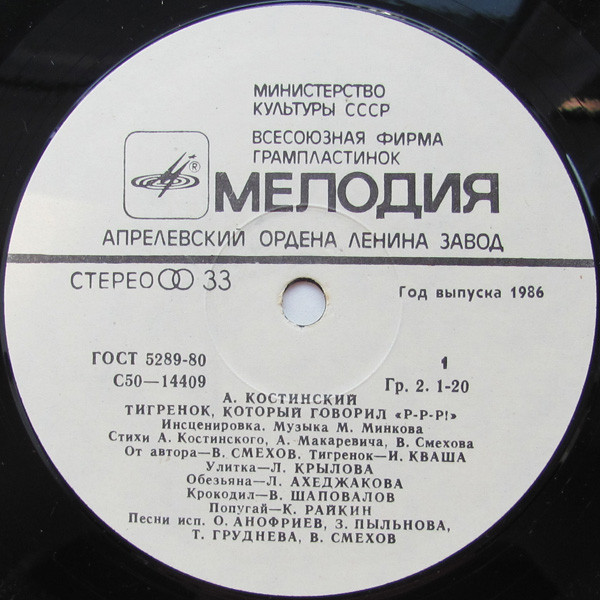 МИНИСТЕРСТВО
КУЛЬТУРЫ СССР
ВСЕСОЮЗНАЯ ФИРМА
ГРАМПЛАСТИНОК
®
МЕЛОДИЯ
АПРЕЛЕВСКИЙ ОРДЕНА ЛЕНИНА ЗАВОД
СТЕРЕО 33
Год выпуска 1986
ГОСТ 5289-80
1
С50—14409
Гр. 2. 1-20
А. КОСТИНСКИЙ
ТИГРЕНОК, КОТОРЫЙ ГОВОРИЛ «Р-Р-Р!»
Инсценировка. Музыка М. Минкова
Стихи А. Костинского, А. Макаревича, В. Смехова
От автора—В. СМЕХОВ. Тигренок—И. КВАША
Улитка—Л. КРЫЛОВА
Обезьяна—Л. АХЕДЖАКОВА
Крокодил—В. ШАПОВАЛОВ
Попугай—К. РАЙКИН
Песни исп. О. АНОФРИЕВ, З. ПЫЛЬНОВА,
Т. ГРУДНЕВА, В. СМЕХОВ